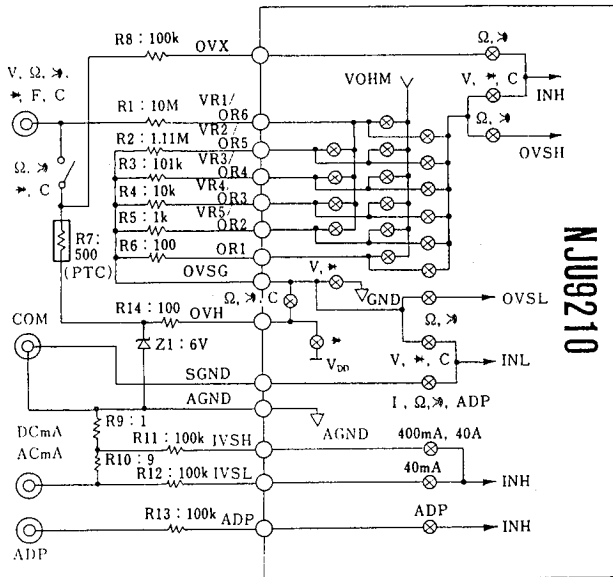 R8：100k OVX
Ω,
V, Ω,
, F, C
VOHM
V, , C
INH
R1：10M VR1/
OR6
Ω,
OVSH
R2：1.11M VR2/
OR5
R3：101k VR3/
OR4
Ω,
, C
R4：10k VR4/
OR3
R5：1k VR5/
OR2
R7：
500
(PTC)
R6：100 OR1
OVSG
V,
GND
Ω, , C
OVSL
Ω,
R14：100 OVH
COM
Z1：6V
VDD
V, , C
INL
SGND
I, Ω, , ADP
AGND
AGND
R9：1
DCmA
ACmA
R11：100k IVSH
400mA, 40A
R10：9
R12：100k IVSL
40mA
INH
R13：100k ADP
ADP
INH
ADP
NJU9210